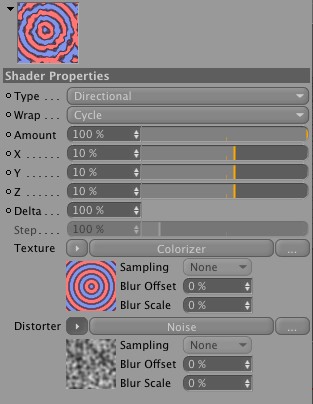 Shader Properties
Type . . . Directional
Wrap . . . Cycle
Amount 100 %
X . . . . . . 10 %
Y . . . . . . 10 %
Z . . . . . . 10 %
Delta . . . 100 %
Step. . . . 100 %
Texture Colorizer ...
Sampling None
Blur Offset 0 %
Blur Scale 0 %
Distorter Noise ...
Sampling None
Blur Offset 0 %
Blur Scale 0 %